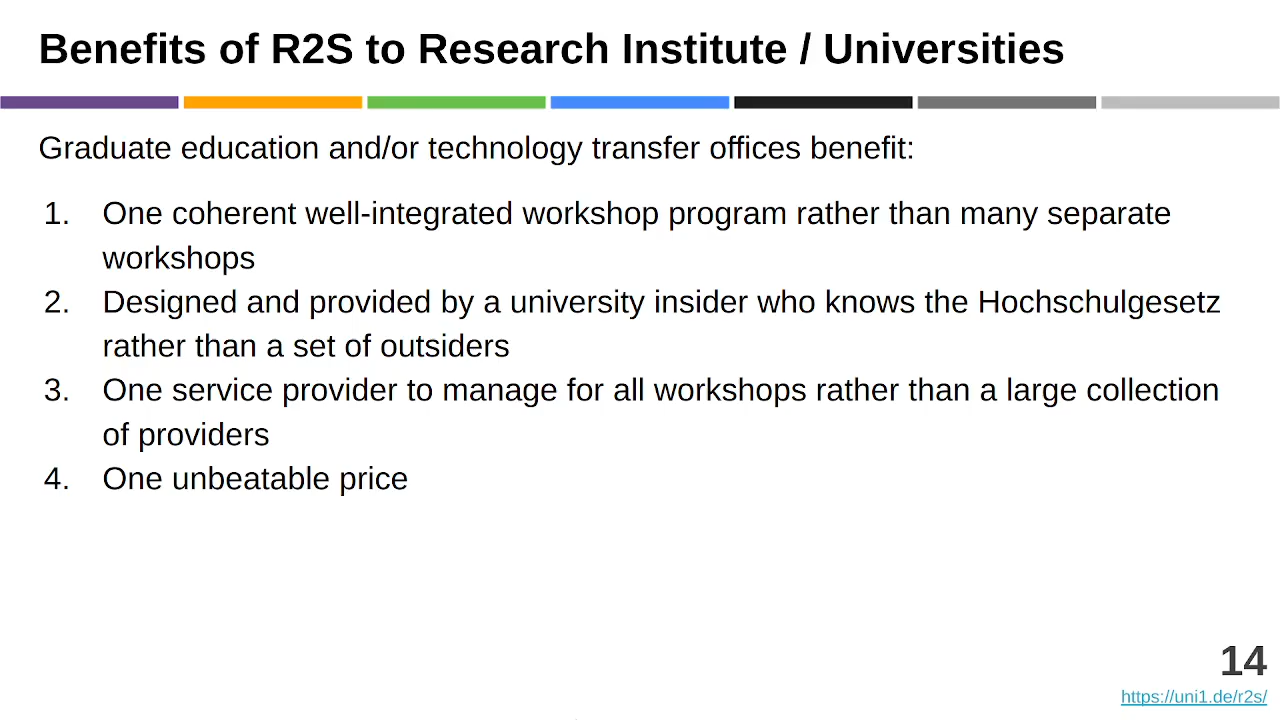 Benefits of R2S to Research Institute / Universities
Graduate education and/or technology transfer offices benefit:
1. One coherent well-integrated workshop program rather than many separate
workshops
2. Designed and provided by a university insider who knows the Hochschulgesetz
rather than a set of outsiders
3. One service provider to manage for all workshops rather than a large collection
of providers
4. One unbeatable price
14
https://uni1.de/r2s/